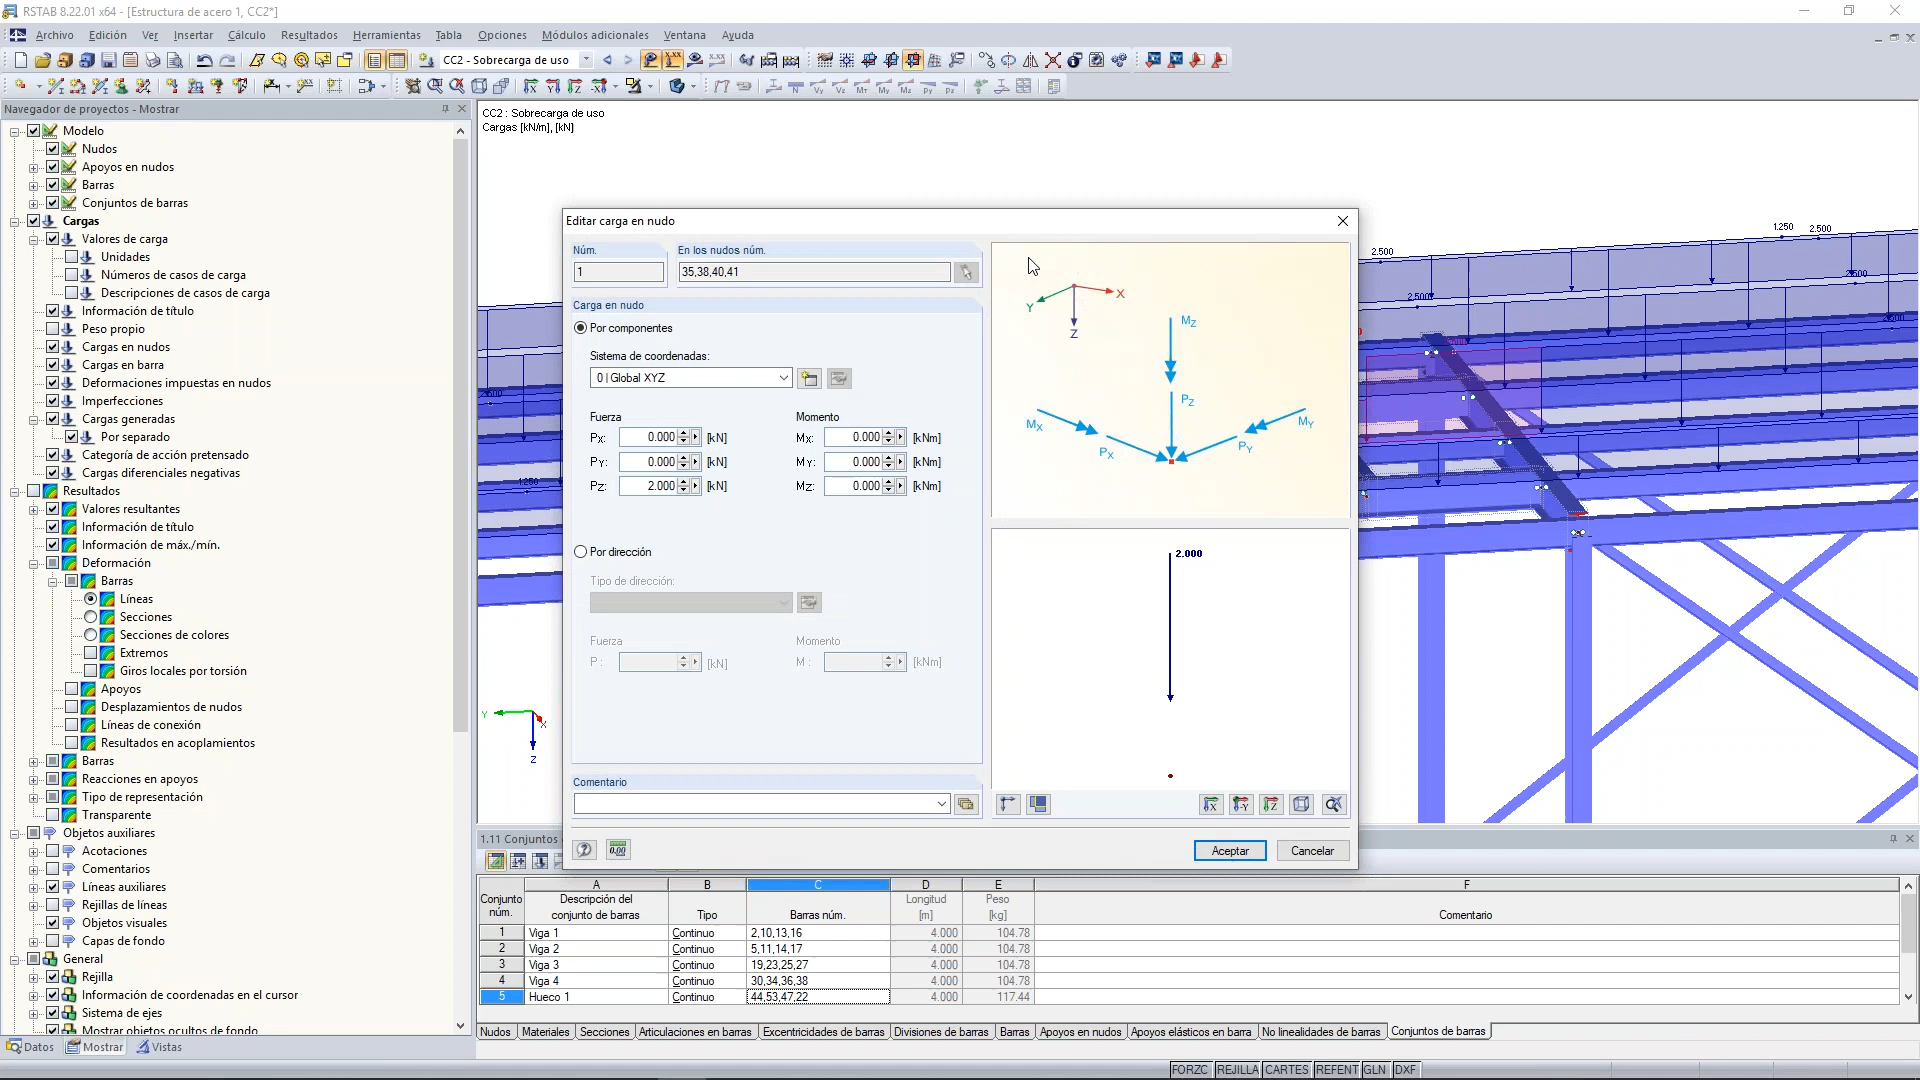 RSTAB 8.22.01 x64 - [Estructura de acero 1, CC2*]
Archivo Edición Ver Insertar Cálculo Resultados Herramientas Tabla Opciones Módulos adicionales Ventana Ayuda
CC2 - Sobrecarga de uso
Navegador de proyectos - Mostrar
Modelo
Nudos
Apoyos en nudos
Barras
Conjuntos de barras
Cargas
Valores de carga
Unidades
Números de casos de carga
Descripciones de casos de carga
Información de título
Peso propio
Cargas en nudos
Cargas en barra
Deformaciones impuestas en nudos
Imperfecciones
Cargas generadas
Por separado
Categoría de acción pretensado
Cargas diferenciales negativas
Resultados
Valores resultantes
Información de título
Información de máx./mín.
Deformación
Barras
Líneas
Secciones
Secciones de colores
Extremos
Giros locales por torsión
Apoyos
Desplazamientos de nudos
Líneas de conexión
Resultados en acoplamientos
Barras
Reacciones en apoyos
Tipo de representación
Transparente
Objetos auxiliares
Acotaciones
Comentarios
Líneas auxiliares
Rejillas de líneas
Objetos visuales
Capas de fondo
General
Rejilla
Información de coordenadas en el cursor
Sistema de ejes
Mostrar objetos ocultos de fondo
Datos Mostrar Vistas
CC2 : Sobrecarga de uso
Cargas [kN/m], [kN]
1.250 2.500
2.500
2.500
2.500
1.250
Y X Z
Editar carga en nudo
Núm. En los nudos núm.
1 35,38,40,41
Carga en nudo
Por componentes
Sistema de coordenadas:
0 | Global XYZ
Fuerza Momento
PX: 0.000 [kN] MX: 0.000 [kNm]
PY: 0.000 [kN] MY: 0.000 [kNm]
PZ: 2.000 [kN] MZ: 0.000 [kNm]
Por dirección
Tipo de dirección:
Fuerza Momento
P : [kN] M : [kNm]
Comentario
X Y Z
MZ
PZ
MX MY
PX PY
2.000
Aceptar Cancelar
1.11 Conjuntos
A B C D E F
Conjunto núm. Descripción del conjunto de barras Tipo Barras núm. Longitud [m] Peso [kg] Comentario
1 Viga 1 Continuo 2,10,13,16 4.000 104.78
2 Viga 2 Continuo 5,11,14,17 4.000 104.78
3 Viga 3 Continuo 19,23,25,27 4.000 104.78
4 Viga 4 Continuo 30,34,36,38 4.000 104.78
5 Hueco 1 Continuo 44,53,47,22 4.000 117.44
Nudos Materiales Secciones Articulaciones en barras Excentricidades de barras Divisiones de barras Barras Apoyos en nudos Apoyos elásticos en barra No linealidades de barras Conjuntos de barras
FORZC REJILLA CARTES REFENT GLN DXF